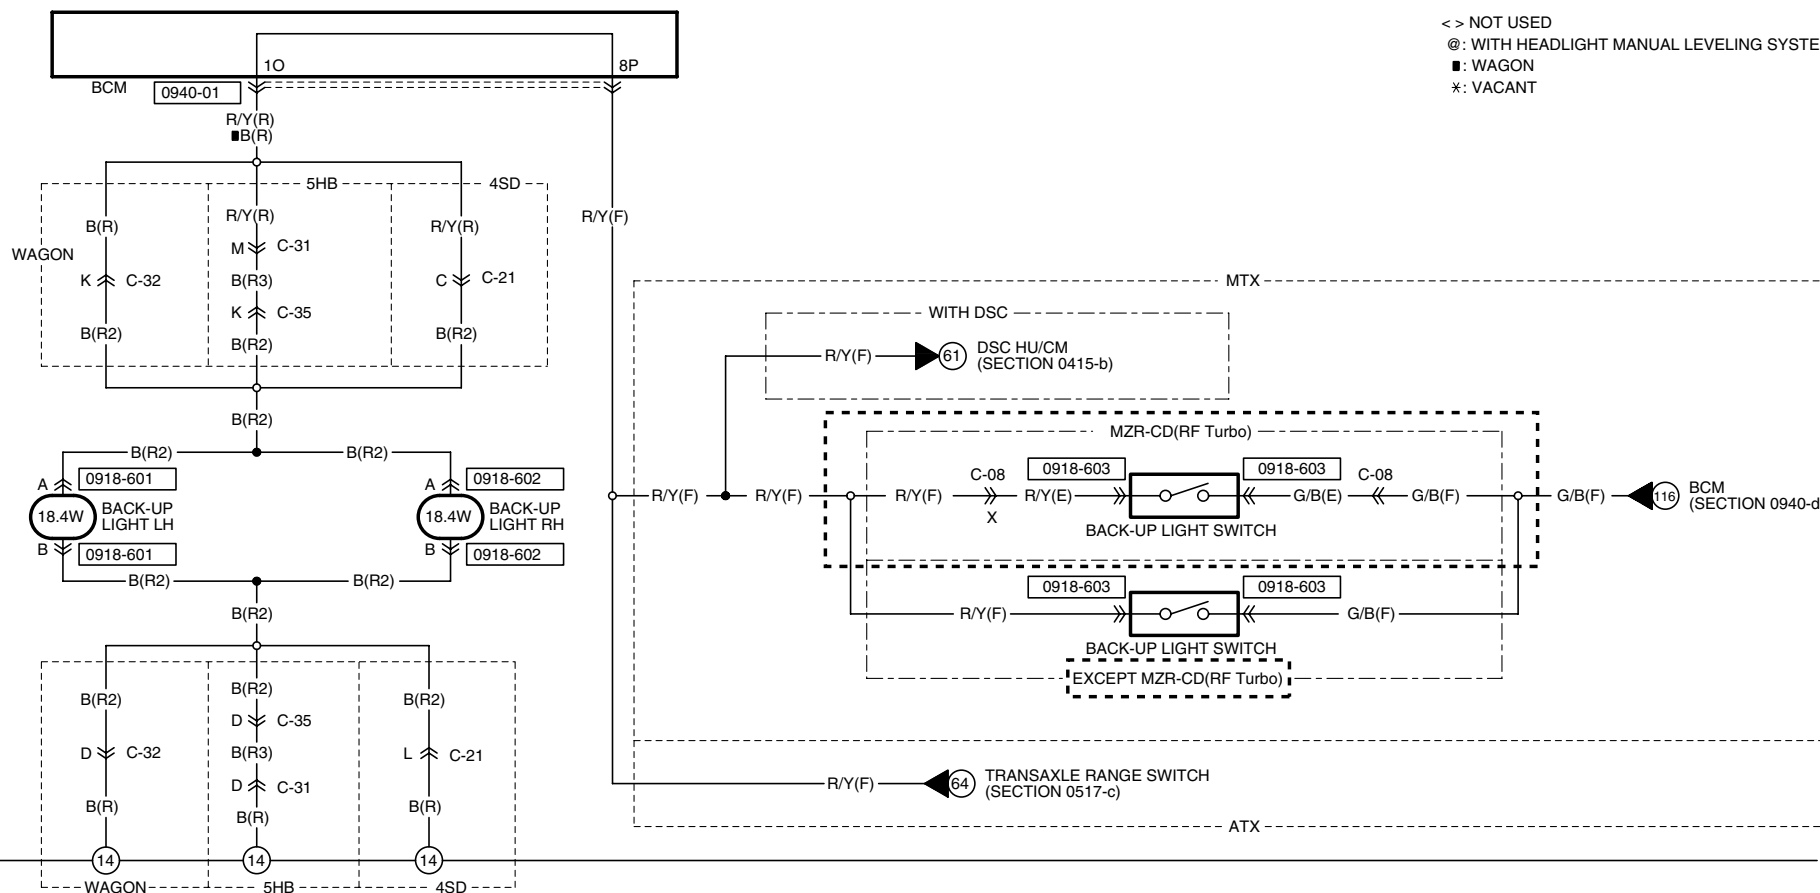 < > NOT USED
@: WITH HEADLIGHT MANUAL LEVELING SYSTE
■: WAGON
*: VACANT
1O
8P
BCM
0940-01
R/Y(R)
■B(R)
5HB
4SD
B(R)
R/Y(R)
R/Y(R)
R/Y(F)
WAGON
M
C-31
K
C-32
B(R3)
C
C-21
K
C-35
B(R2)
B(R2)
B(R2)
MTX
WITH DSC
R/Y(F)
61
DSC HU/CM
(SECTION 0415-b)
B(R2)
B(R2)
B(R2)
MZR-CD(RF Turbo)
A
0918-601
A
0918-602
18.4W
BACK-UP
LIGHT LH
18.4W
BACK-UP
LIGHT RH
B
0918-601
B
0918-602
C-08
0918-603
0918-603
C-08
R/Y(F)
R/Y(F)
R/Y(F)
R/Y(E)
G/B(E)
G/B(F)
G/B(F)
116
BCM
(SECTION 0940-d
X
BACK-UP LIGHT SWITCH
B(R2)
B(R2)
0918-603
0918-603
R/Y(F)
G/B(F)
BACK-UP LIGHT SWITCH
EXCEPT MZR-CD(RF Turbo)
B(R2)
B(R2)
B(R2)
B(R2)
D
C-35
D
C-32
B(R3)
L
C-21
D
C-31
B(R)
B(R)
B(R)
R/Y(F)
64
TRANSAXLE RANGE SWITCH
(SECTION 0517-c)
ATX
14
14
14
WAGON
5HB
4SD